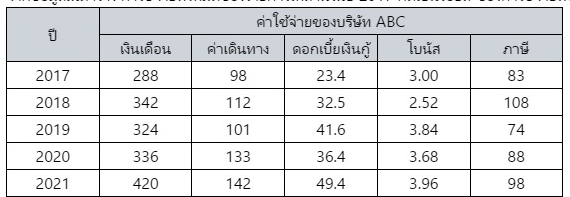 ปี ค่าใช้จ่ายของบริษัท ABC
เงินเดือน ค่าเดินทาง ดอกเบี้ยเงินกู้ โบนัส ภาษี
2017 288 98 23.4 3.00 83
2018 342 112 32.5 2.52 108
2019 324 101 41.6 3.84 74
2020 336 133 36.4 3.68 88
2021 420 142 49.4 3.96 98